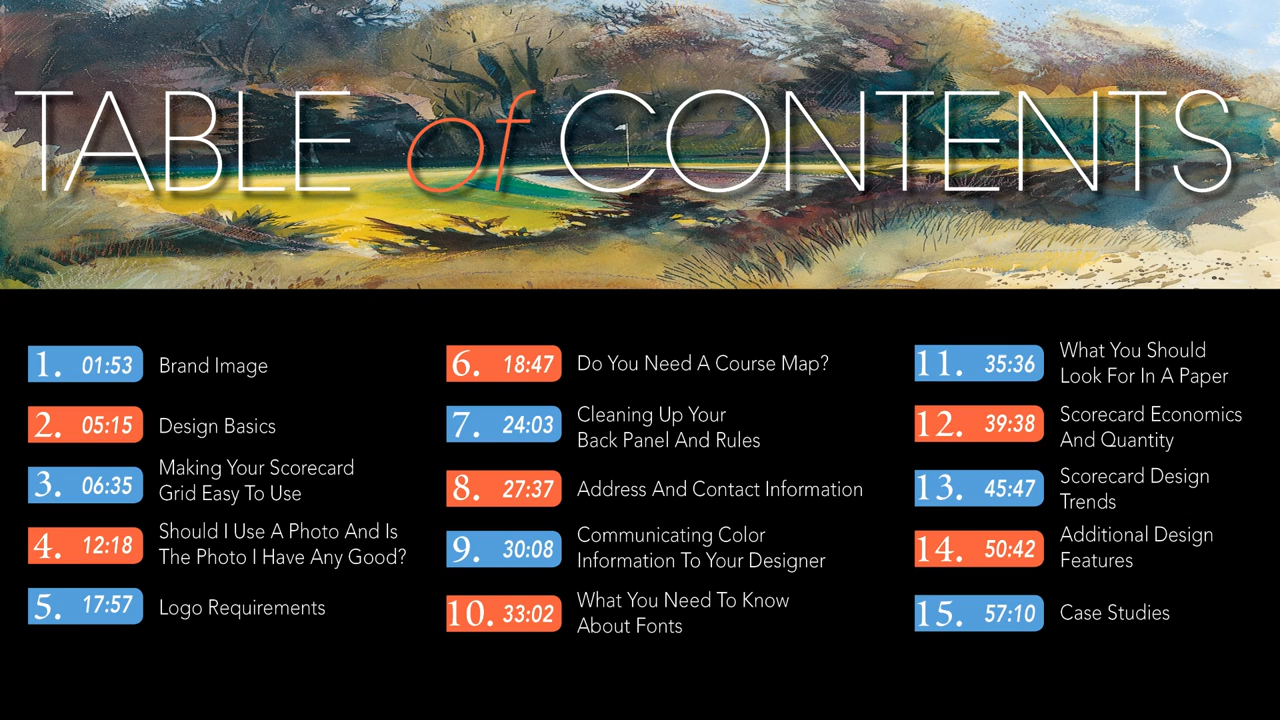 TABLE of CONTENTS
1. 01:53 Brand Image
2. 05:15 Design Basics
3. 06:35 Making Your Scorecard
Grid Easy To Use
4. 12:18 Should I Use A Photo And Is
The Photo I Have Any Good?
5. 17:57 Logo Requirements
6. 18:47 Do You Need A Course Map?
7. 24:03 Cleaning Up Your
Back Panel And Rules
8. 27:37 Address And Contact Information
9. 30:08 Communicating Color
Information To Your Designer
10. 33:02 What You Need To Know
About Fonts
11. 35:36 What You Should
Look For In A Paper
12. 39:38 Scorecard Economics
And Quantity
13. 45:47 Scorecard Design
Trends
14. 50:42 Additional Design
Features
15. 57:10 Case Studies